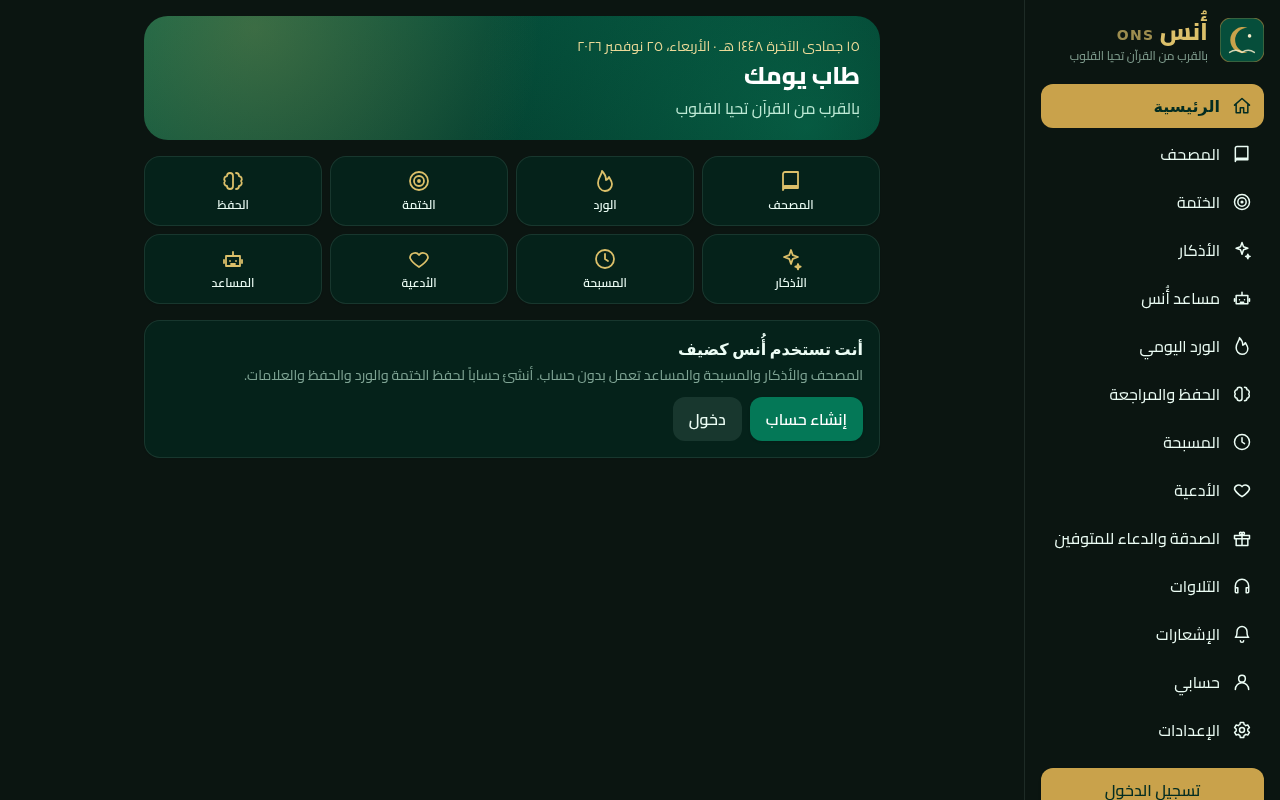 أُنس ONS
بالقرب من القرآن تحيا القلوب
الرئيسية
المصحف
الختمة
الأذكار
مساعد أُنس
الورد اليومي
الحفظ والمراجعة
المسبحة
الأدعية
الصدقة والدعاء للمتوفين
التلاوات
الإشعارات
حسابي
الإعدادات
تسجيل الدخول
١٥ جمادى الآخرة ١٤٤٨ هـ · الأربعاء، ٢٥ نوفمبر ٢٠٢٦
طاب يومك
بالقرب من القرآن تحيا القلوب
المصحف
الورد
الختمة
الحفظ
الأذكار
المسبحة
الأدعية
المساعد
أنت تستخدم أُنس كضيف
المصحف والأذكار والمسبحة والمساعد تعمل بدون حساب. أنشئ حساباً لحفظ الختمة والورد والحفظ والعلامات.
إنشاء حساب
دخول